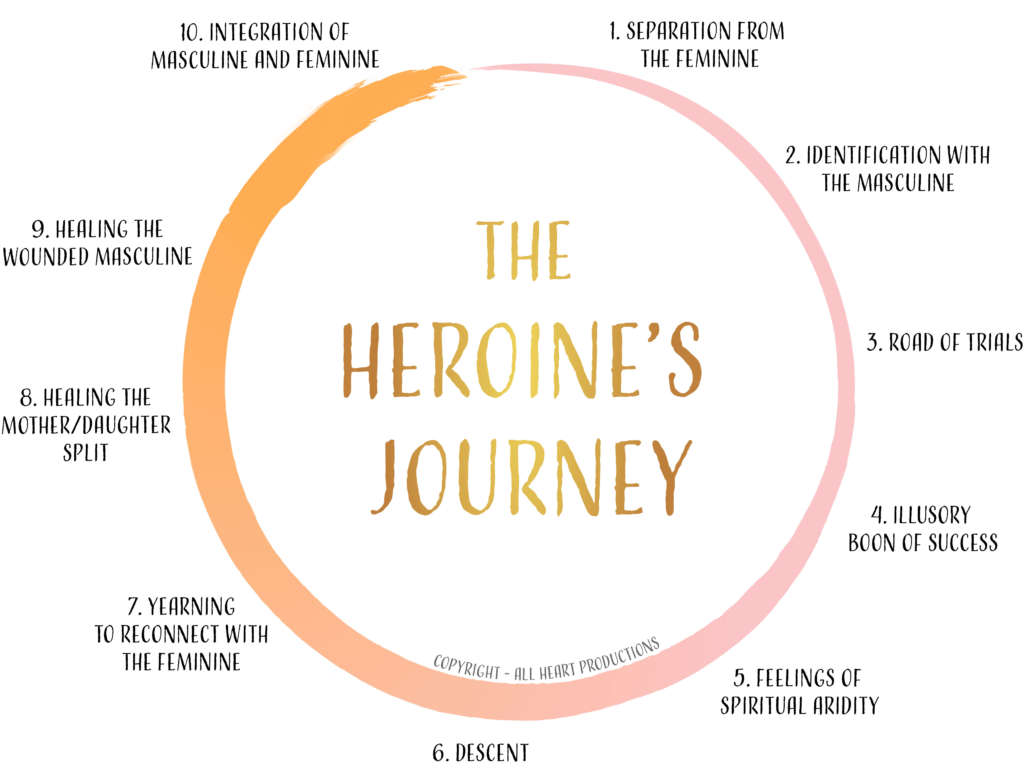 THE
HEROINE'S
JOURNEY
1. SEPARATION FROM
THE FEMININE
2. IDENTIFICATION WITH
THE MASCULINE
3. ROAD OF TRIALS
4. ILLUSORY
BOON OF SUCCESS
5. FEELINGS OF
SPIRITUAL ARIDITY
6. DESCENT
7. YEARNING
TO RECONNECT WITH
THE FEMININE
8. HEALING THE
MOTHER/DAUGHTER
SPLIT
9. HEALING THE
WOUNDED MASCULINE
10. INTEGRATION OF
MASCULINE AND FEMININE
COPYRIGHT - ALL HEART PRODUCTIONS